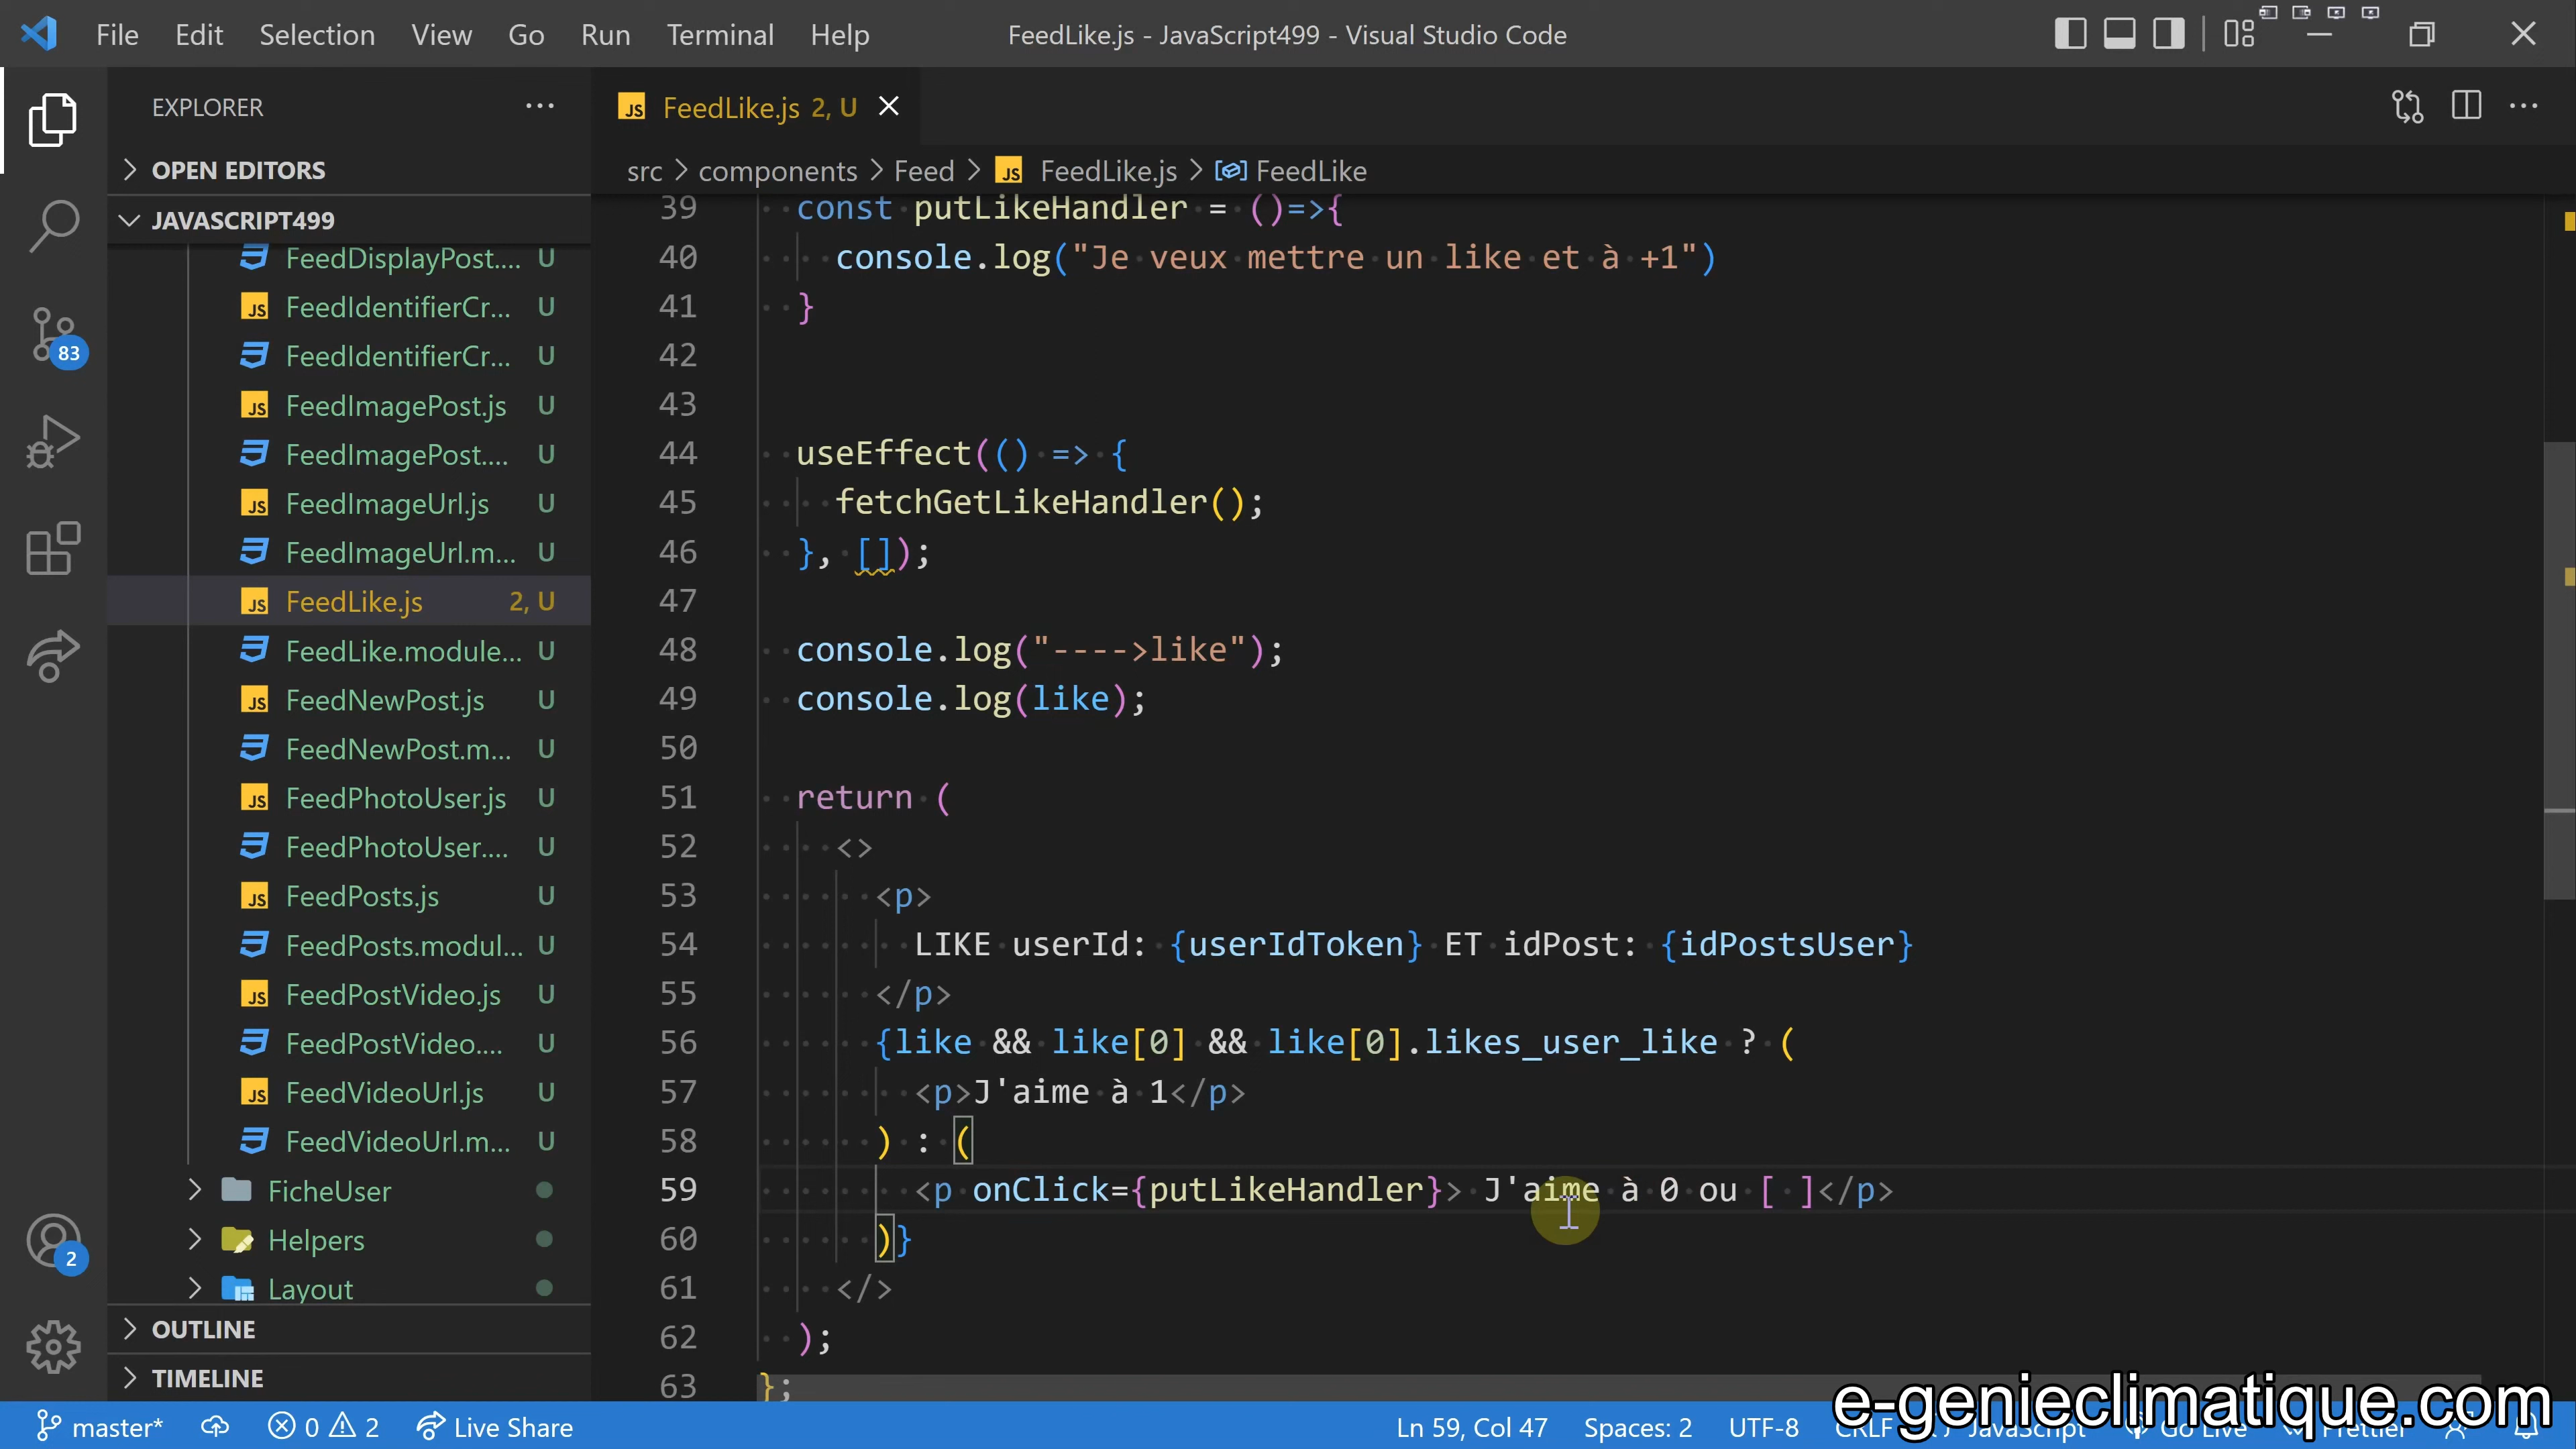 File Edit Selection View Go Run Terminal Help
FeedLike.js - JavaScript499 - Visual Studio Code
EXPLORER
OPEN EDITORS
JAVASCRIPT499
FeedDisplayPost.... U
FeedIdentifierCr... U
FeedIdentifierCr... U
FeedImagePost.js U
FeedImagePost.... U
FeedImageUrl.js U
FeedImageUrl.m... U
FeedLike.js 2, U
FeedLike.module... U
FeedNewPost.js U
FeedNewPost.m... U
FeedPhotoUser.js U
FeedPhotoUser.... U
FeedPosts.js U
FeedPosts.modul... U
FeedPostVideo.js U
FeedPostVideo.... U
FeedVideoUrl.js U
FeedVideoUrl.m... U
FicheUser
Helpers
Layout
OUTLINE
TIMELINE
83
2
JS FeedLike.js 2, U
src > components > Feed > JS FeedLike.js > FeedLike
39 const putLikeHandler = ()=>{
40 console.log("Je veux mettre un like et à +1")
41 }
42
43
44 useEffect(() => {
45 fetchGetLikeHandler();
46 }, []);
47
48 console.log("---->like");
49 console.log(like);
50
51 return (
52 <>
53 <p>
54 LIKE userId: {userIdToken} ET idPost: {idPostsUser}
55 </p>
56 {like && like[0] && like[0].likes_user_like ? (
57 <p>J'aime à 1</p>
58 ) : (
59 <p onClick={putLikeHandler}> J'aime à 0 ou [ ]</p>
60 )}
61 </>
62 );
63 };
master* 0 2 Live Share
Ln 59, Col 47 Spaces: 2 UTF-8 CRLF JavaScript Go Live Prettier
e-genieclimatique.com